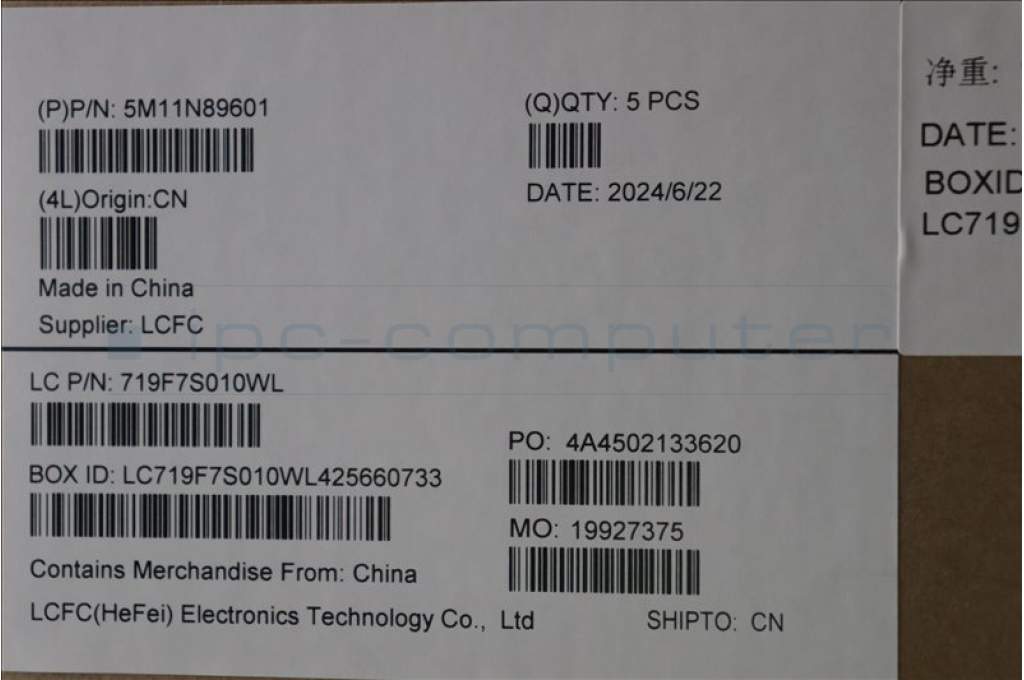 (P)P/N: 5M11N89601
(Q)QTY: 5 PCS
(4L)Origin:CN
DATE: 2024/6/22
Made in China
Supplier: LCFC
ipc-computer
LC P/N: 719F7S010WL
PO: 4A4502133620
BOX ID: LC719F7S010WL425660733
MO: 19927375
Contains Merchandise From: China
LCFC(HeFei) Electronics Technology Co., Ltd
SHIPTO: CN
净重:
DATE:
BOXID
LC719